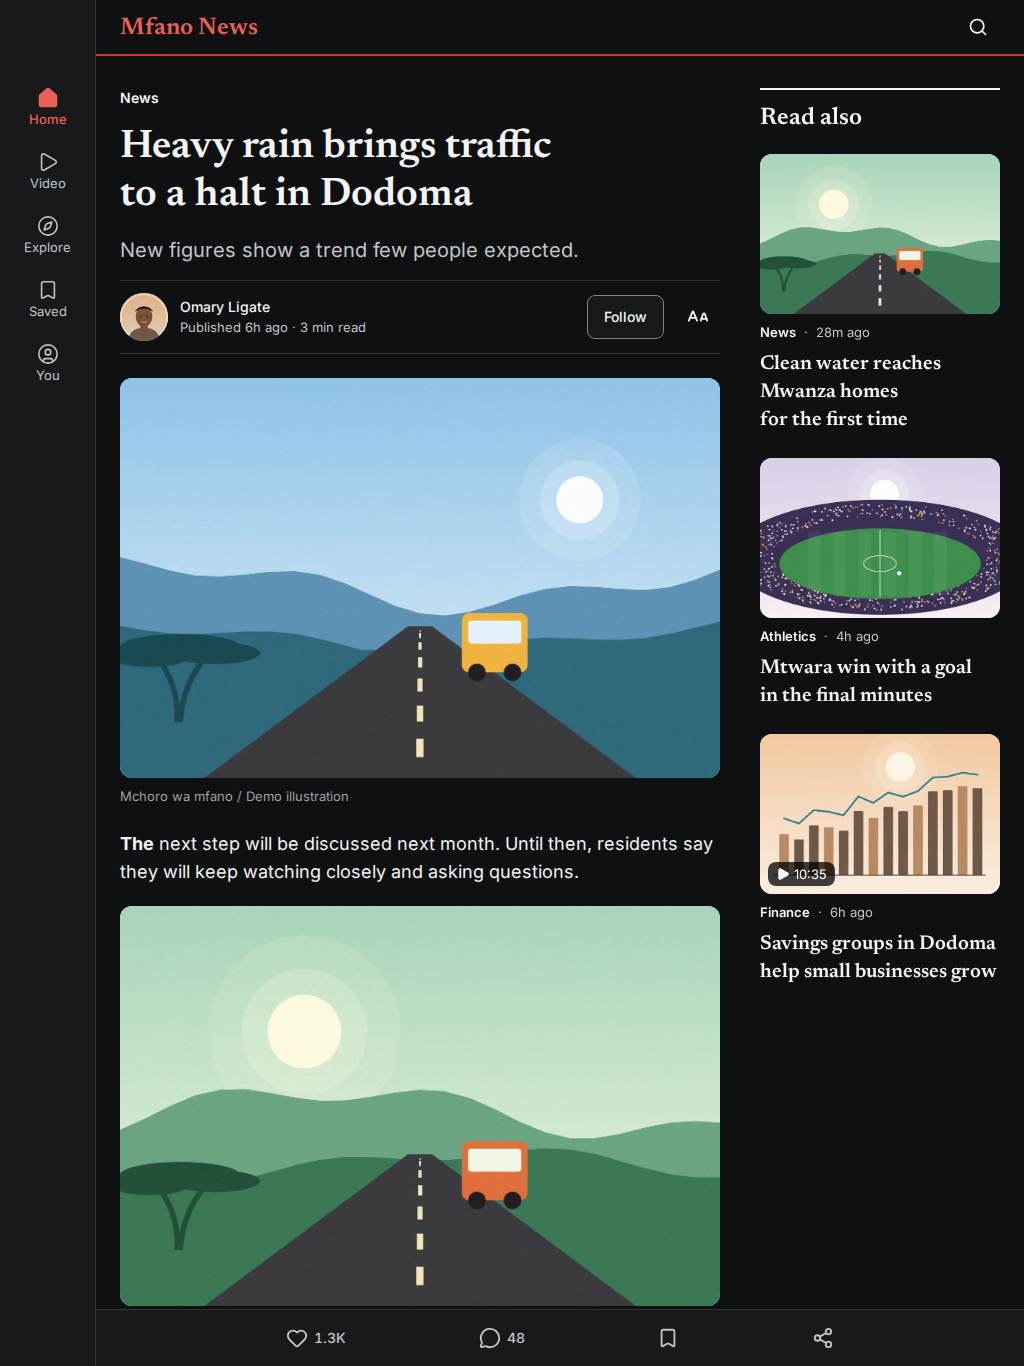 Mfano News
Home
Video
Explore
Saved
You
News
Heavy rain brings traffic
to a halt in Dodoma
New figures show a trend few people expected.
Omary Ligate
Published 6h ago · 3 min read
Follow
AA
Mchoro wa mfano / Demo illustration
The next step will be discussed next month. Until then, residents say
they will keep watching closely and asking questions.
Read also
News · 28m ago
Clean water reaches
Mwanza homes
for the first time
Athletics · 4h ago
Mtwara win with a goal
in the final minutes
10:35
Finance · 6h ago
Savings groups in Dodoma
help small businesses grow
1.3K
48